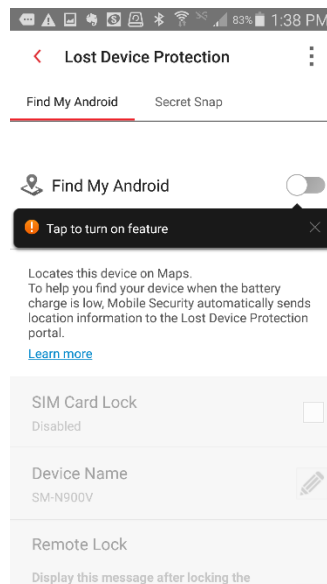 83% 1:38 PM
Lost Device Protection
Find My Android Secret Snap
Find My Android
Tap to turn on feature
Locates this device on Maps.
To help you find your device when the battery
charge is low, Mobile Security automatically sends
location information to the Lost Device Protection
portal.
Learn more
SIM Card Lock
Disabled
Device Name
SM-N900V
Remote Lock
Display this message after locking the